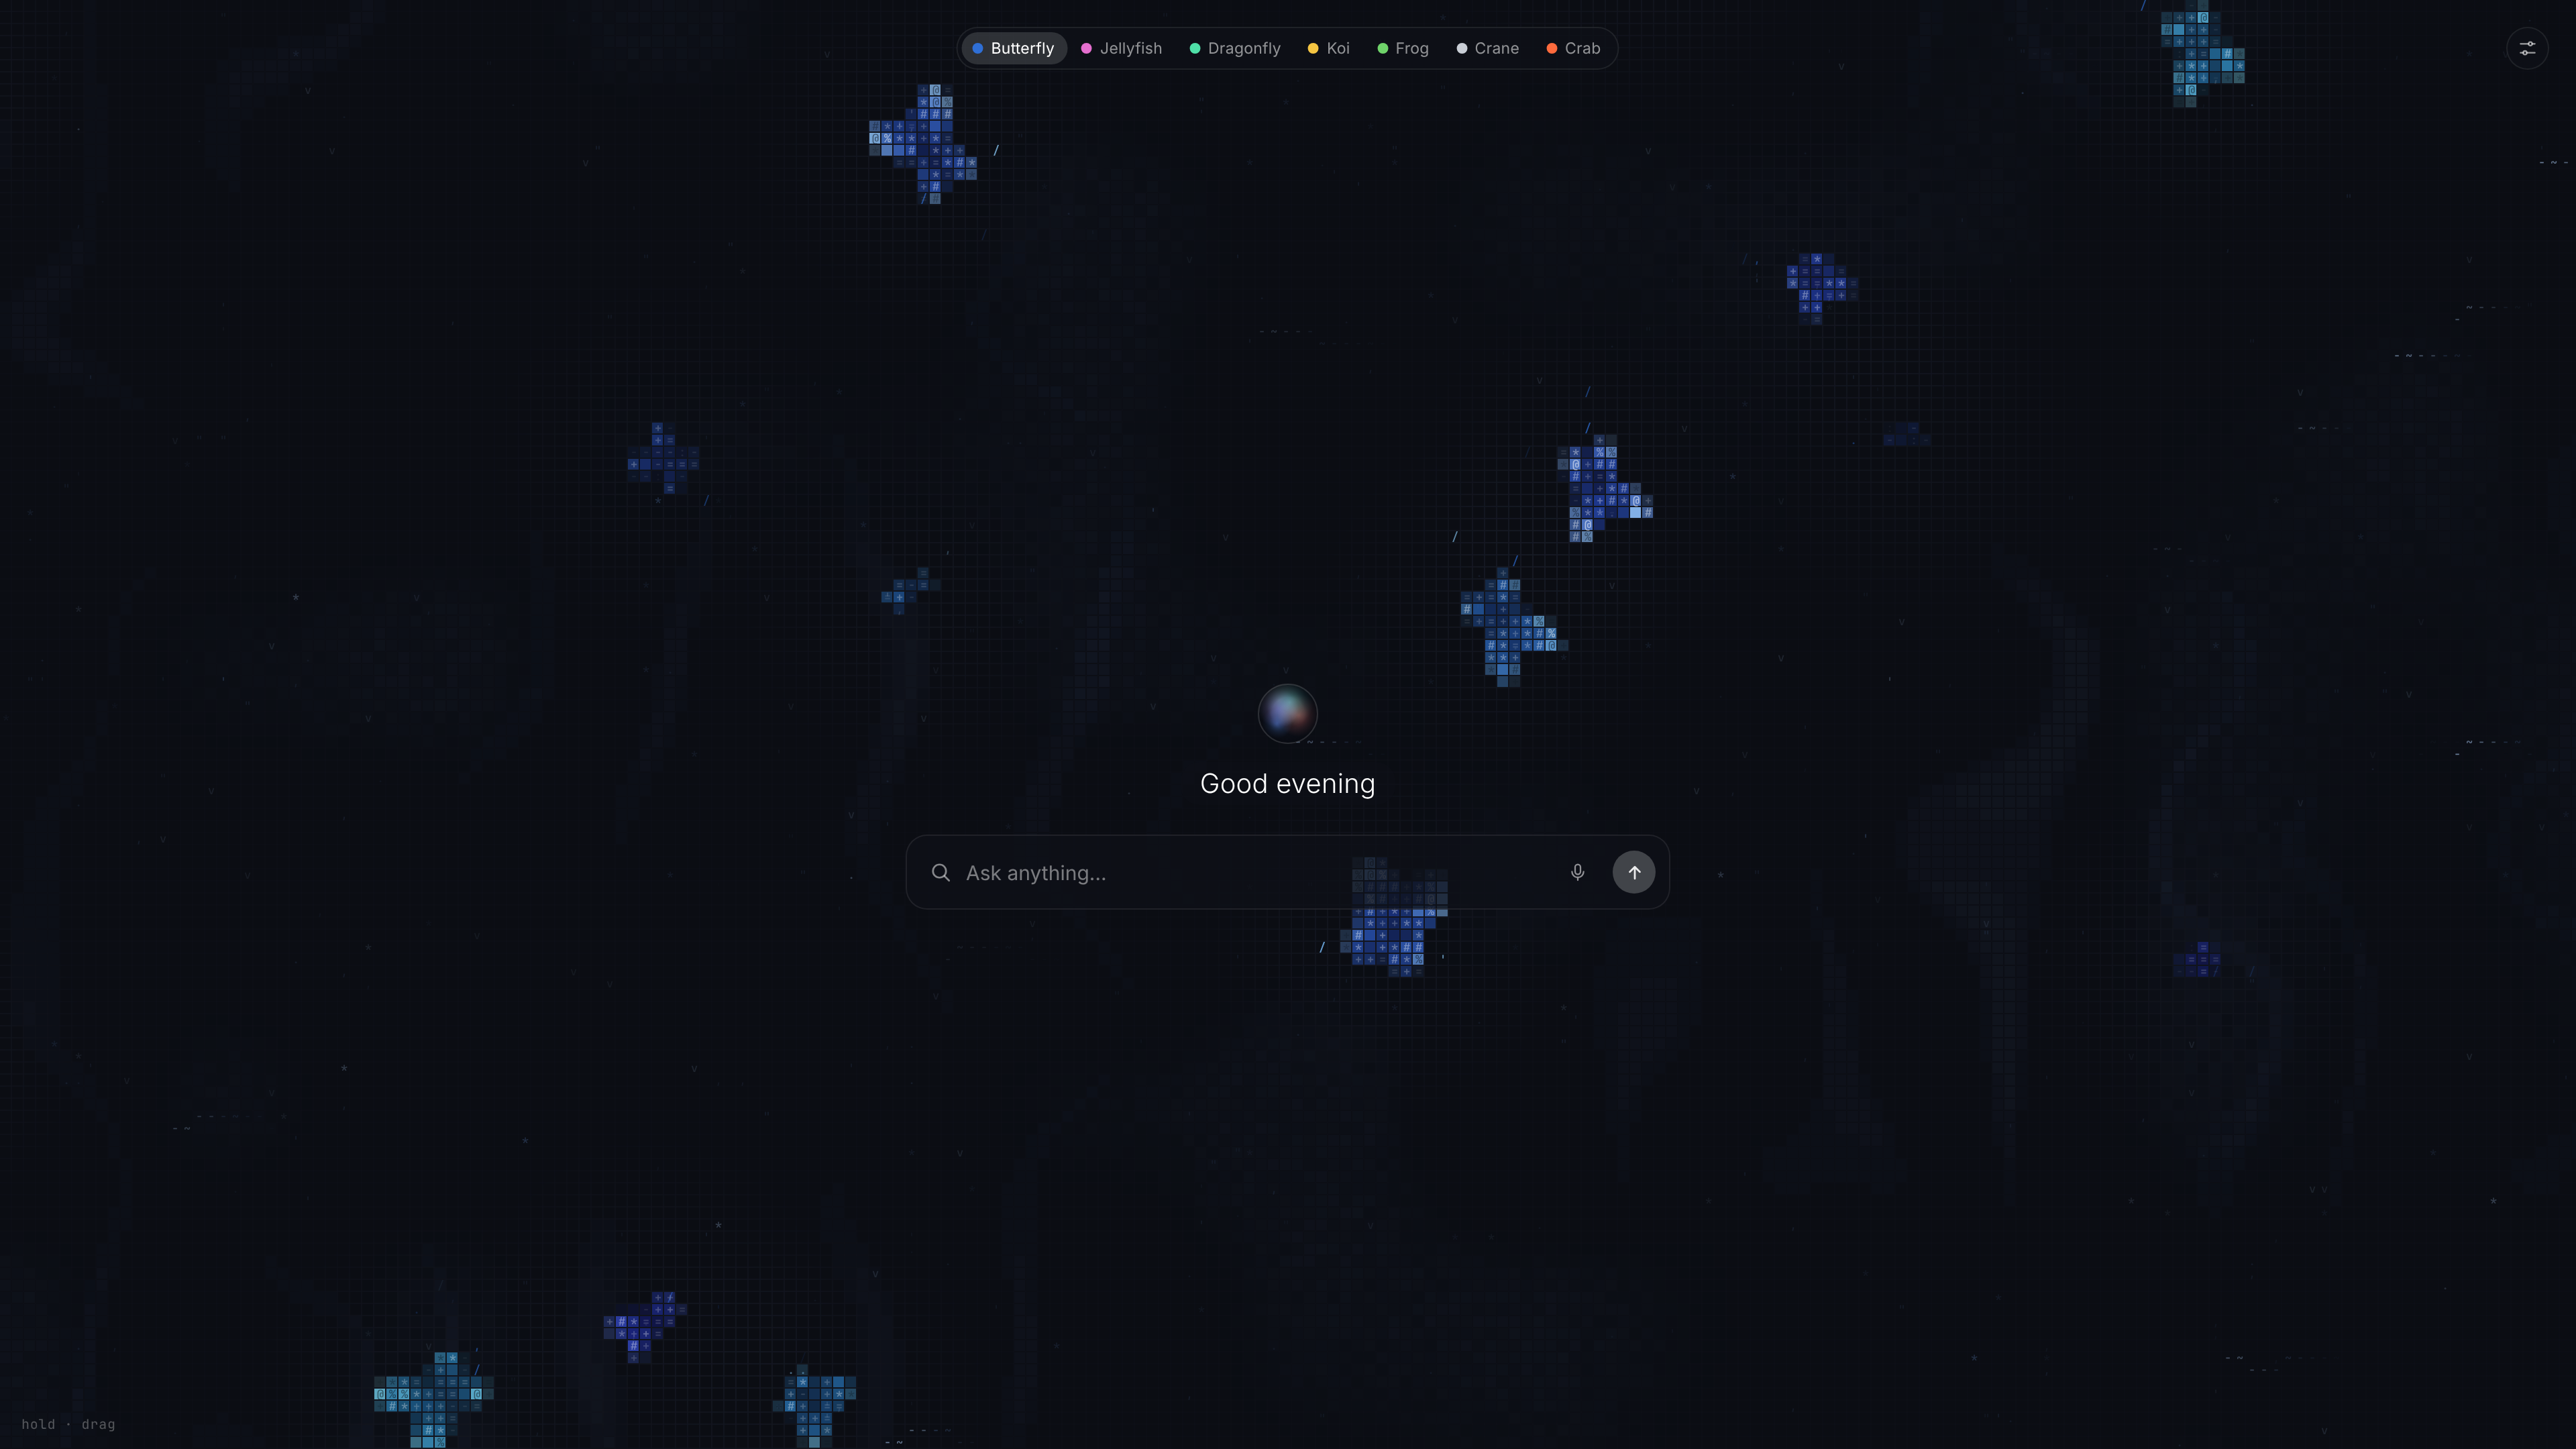 Butterfly Jellyfish Dragonfly Koi Frog Crane Crab
Good evening
Ask anything...
hold · drag